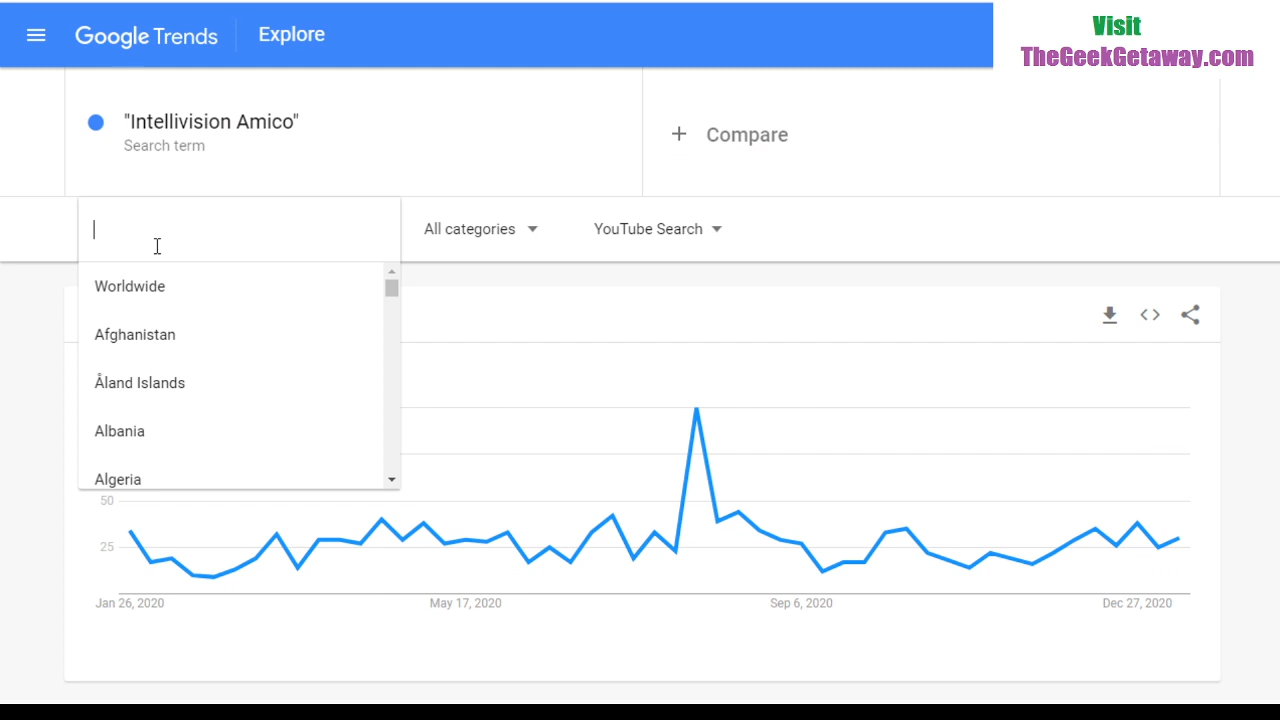 Google Trends
Explore
Visit
TheGeekGetaway.com
"Intellivision Amico"
Search term
+ Compare
All categories
YouTube Search
Worldwide
Afghanistan
Åland Islands
Albania
Algeria
50
25
Jan 26, 2020
May 17, 2020
Sep 6, 2020
Dec 27, 2020